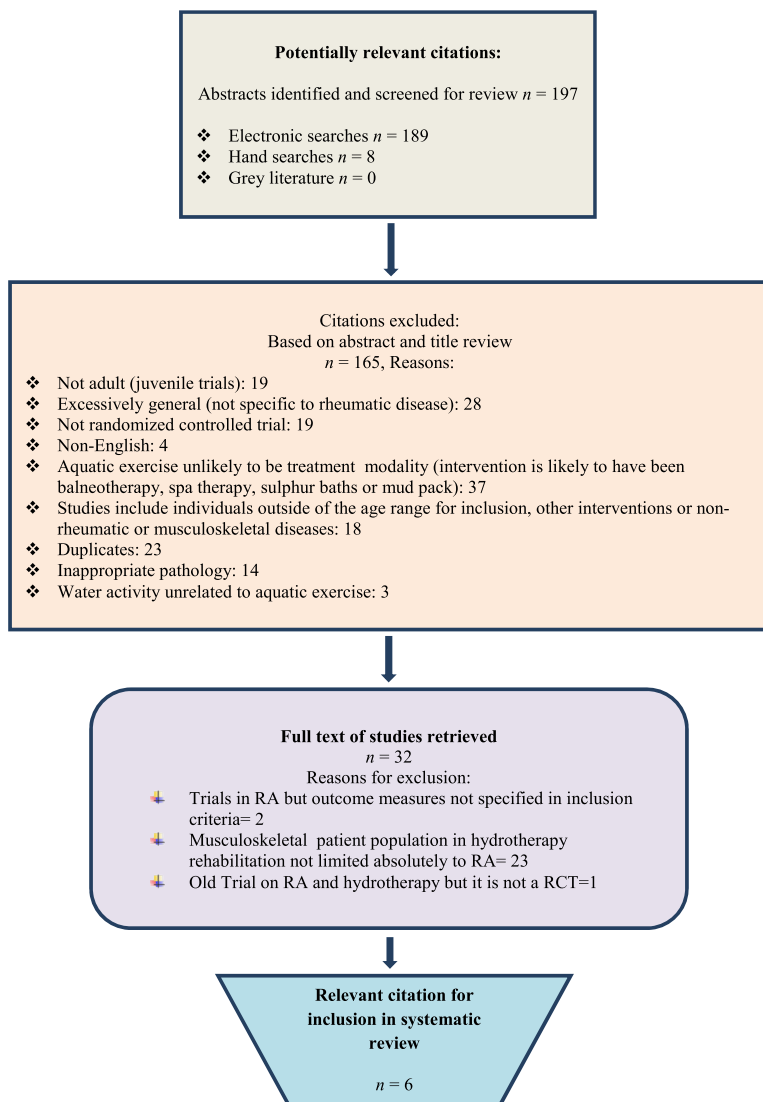 Potentially relevant citations:
Abstracts identified and screened for review n = 197
❖ Electronic searches n = 189
❖ Hand searches n = 8
❖ Grey literature n = 0
Citations excluded:
Based on abstract and title review
n = 165, Reasons:
❖ Not adult (juvenile trials): 19
❖ Excessively general (not specific to rheumatic disease): 28
❖ Not randomized controlled trial: 19
❖ Non-English: 4
❖ Aquatic exercise unlikely to be treatment modality (intervention is likely to have been
balneotherapy, spa therapy, sulphur baths or mud pack): 37
❖ Studies include individuals outside of the age range for inclusion, other interventions or non-
rheumatic or musculoskeletal diseases: 18
❖ Duplicates: 23
❖ Inappropriate pathology: 14
❖ Water activity unrelated to aquatic exercise: 3
Full text of studies retrieved
n = 32
Reasons for exclusion:
Trials in RA but outcome measures not specified in inclusion
criteria= 2
Musculoskeletal patient population in hydrotherapy
rehabilitation not limited absolutely to RA= 23
Old Trial on RA and hydrotherapy but it is not a RCT=1
Relevant citation for
inclusion in systematic
review
n = 6